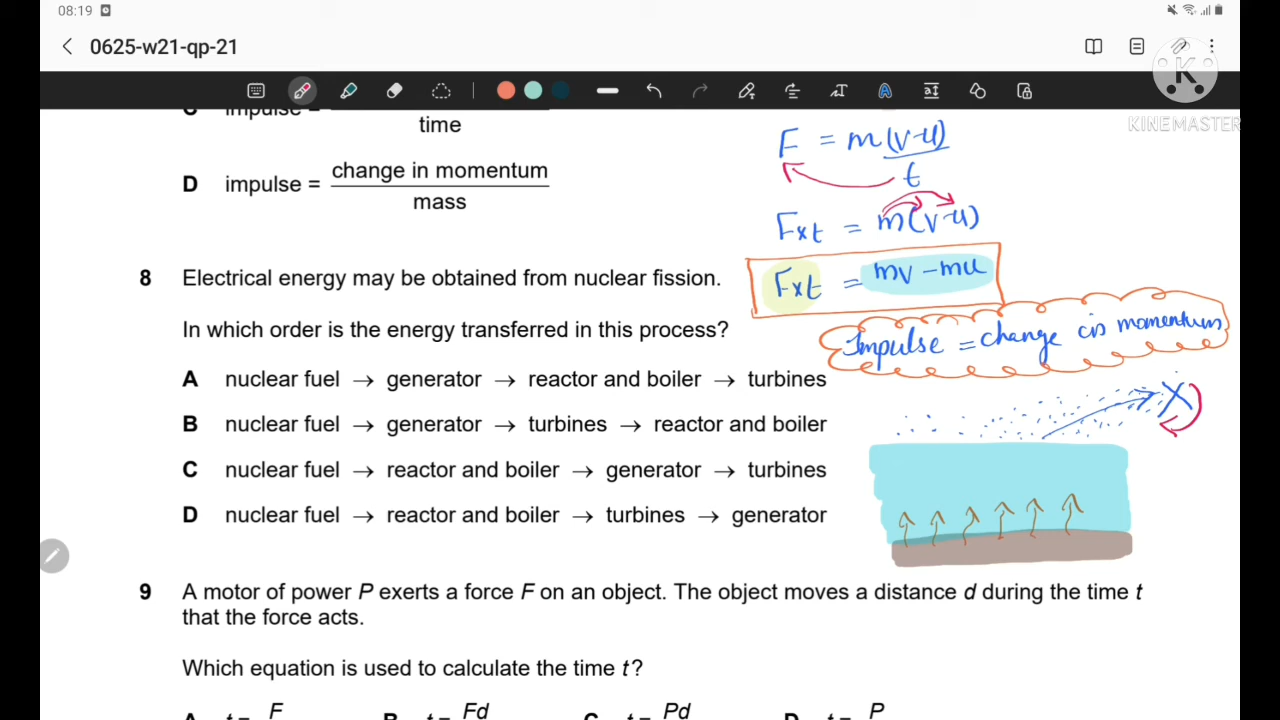 08:19
0625-w21-qp-21
K
KINEMASTER
time
D impulse = change in momentum
mass
F = m(v-u)
t
Fxt = m(v-u)
Fxt = mv - mu
Impulse = change in momentum
8 Electrical energy may be obtained from nuclear fission.
In which order is the energy transferred in this process?
A nuclear fuel → generator → reactor and boiler → turbines
B nuclear fuel → generator → turbines → reactor and boiler
C nuclear fuel → reactor and boiler → generator → turbines
D nuclear fuel → reactor and boiler → turbines → generator
9 A motor of power P exerts a force F on an object. The object moves a distance d during the time t
that the force acts.
Which equation is used to calculate the time t?
F Fd Pd P